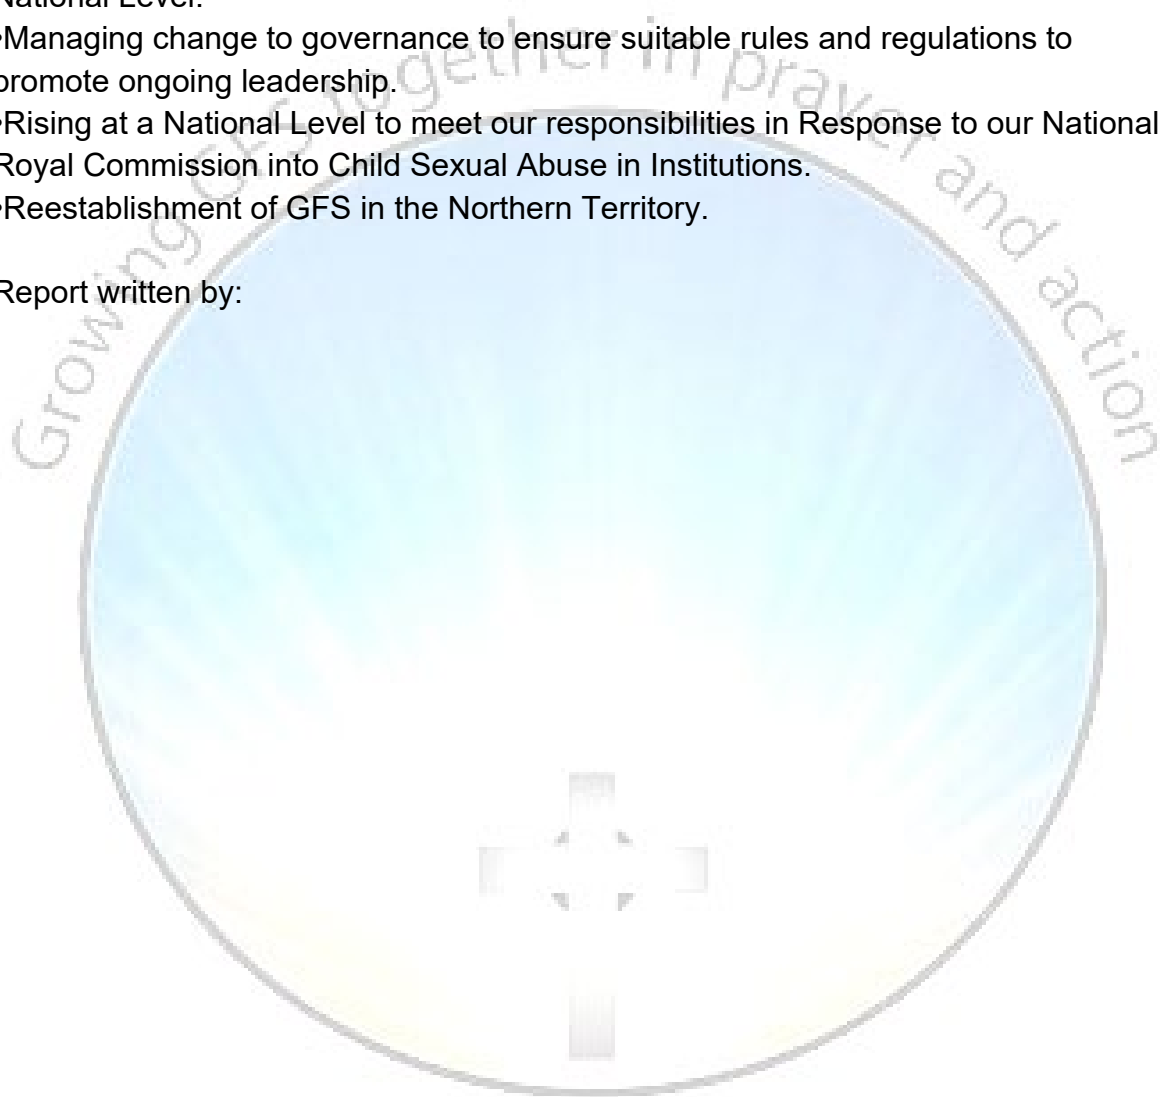 National Level.
•Managing change to governance to ensure suitable rules and regulations to
promote ongoing leadership.
•Rising at a National Level to meet our responsibilities in Response to our National
Royal Commission into Child Sexual Abuse in Institutions.
•Reestablishment of GFS in the Northern Territory.
Report written by:
Growing GFS together in prayer and action